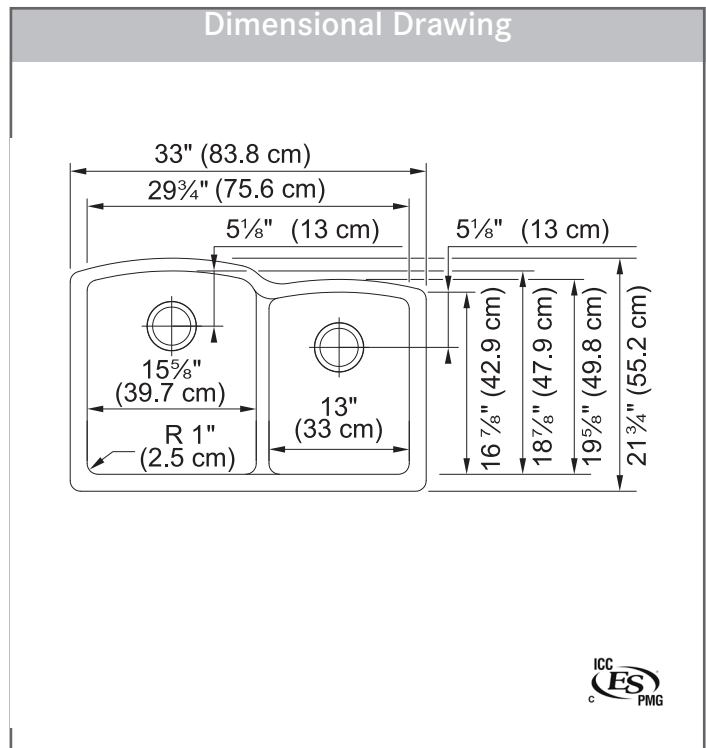 Dimensional Drawing
33" (83.8 cm)
29¾" (75.6 cm)
5⅛" (13 cm)
5⅛" (13 cm)
15⅝"
(39.7 cm)
13"
(33 cm)
R 1"
(2.5 cm)
16 ⅞" (42.9 cm)
18⅞" (47.9 cm)
19⅝" (49.8 cm)
21¾" (55.2 cm)
ICC
ES
C PMG